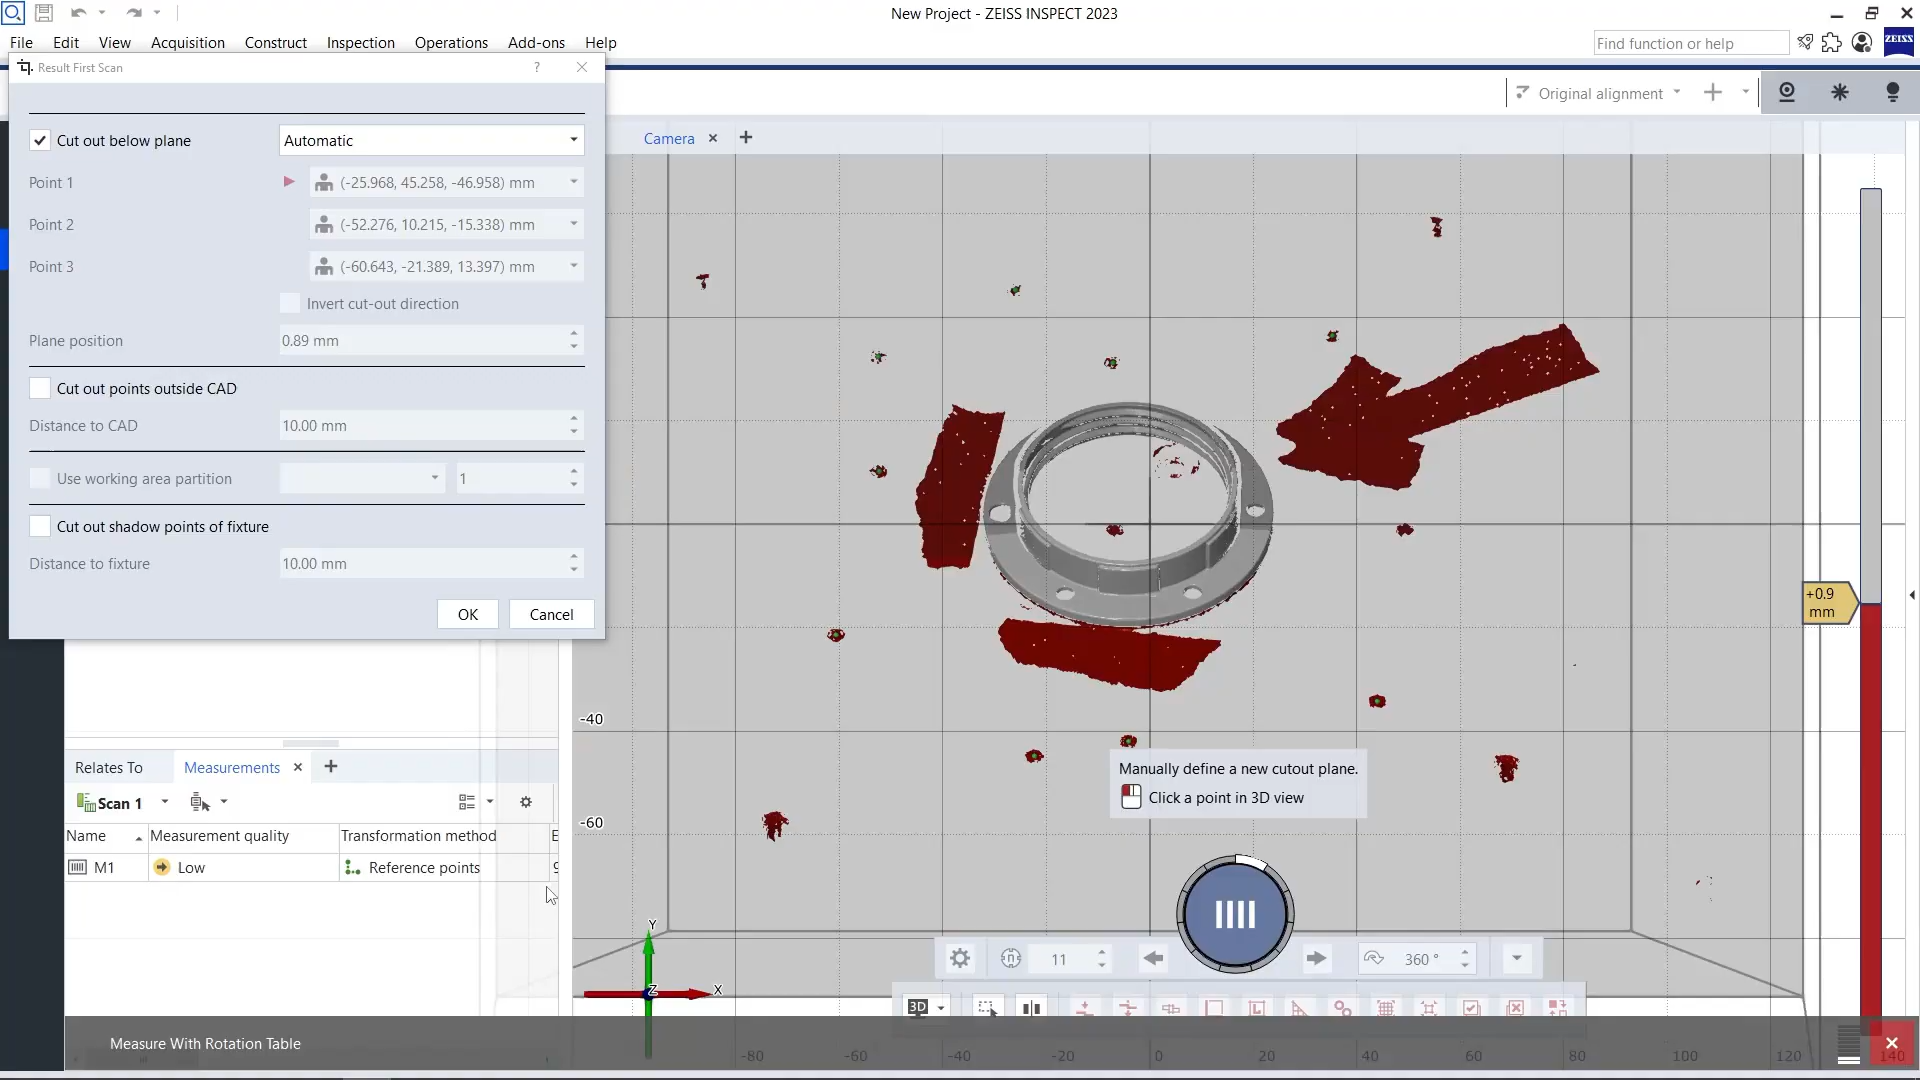 New Project - ZEISS INSPECT 2023
File Edit View Acquisition Construct Inspection Operations Add-ons Help
Find function or help
ZEISS
Result First Scan
?
Original alignment
Cut out below plane Automatic
Camera
Point 1 (-25.968, 45.258, -46.958) mm
Point 2 (-52.276, 10.215, -15.338) mm
Point 3 (-60.643, -21.389, 13.397) mm
Invert cut-out direction
Plane position 0.89 mm
Cut out points outside CAD
Distance to CAD 10.00 mm
Use working area partition 1
Cut out shadow points of fixture
Distance to fixture 10.00 mm
OK Cancel
+0.9
mm
-40
-60
Relates To Measurements
Scan 1
Name Measurement quality Transformation method E
M1 Low Reference points 9
Manually define a new cutout plane.
Click a point in 3D view
Y
Z
X
11
360 °
3D
Measure With Rotation Table
-80 -60 -40 -20 0 20 40 60 80 100 120 140